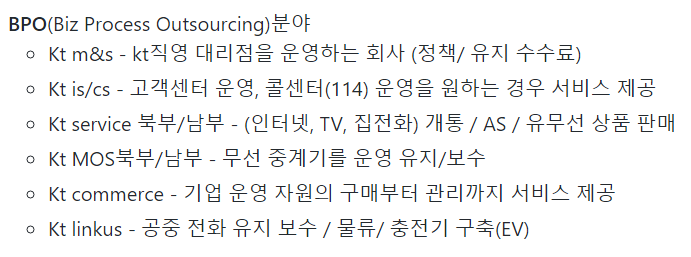 BPO(Biz Process Outsourcing)분야
○ Kt m&s - kt직영 대리점을 운영하는 회사 (정책/ 유지 수수료)
○ Kt is/cs - 고객센터 운영, 콜센터(114) 운영을 원하는 경우 서비스 제공
○ Kt service 북부/남부 - (인터넷, TV, 집전화) 개통 / AS / 유무선 상품 판매
○ Kt MOS북부/남부 - 무선 중계기를 운영 유지/보수
○ Kt commerce - 기업 운영 자원의 구매부터 관리까지 서비스 제공
○ Kt linkus - 공중 전화 유지 보수 / 물류/ 충전기 구축(EV)